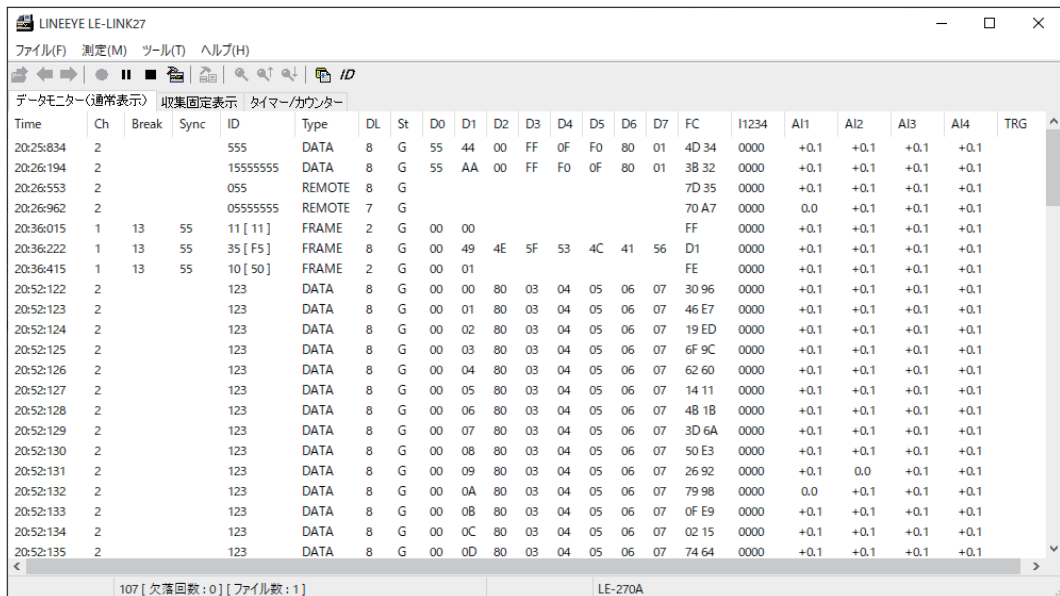 LINEEYE LE-LINK27
ファイル(F) 測定(M) ツール(T) ヘルプ(H)
ID
データモニター(通常表示) 収集固定表示 タイマー/カウンター
Time Ch Break Sync ID Type DL St D0 D1 D2 D3 D4 D5 D6 D7 FC I1234 AI1 AI2 AI3 AI4 TRG
20:25:834 2 555 DATA 8 G 55 44 00 FF 0F F0 80 01 4D 34 0000 +0.1 +0.1 +0.1 +0.1
20:26:194 2 15555555 DATA 8 G 55 AA 00 FF F0 0F 80 01 3B 32 0000 +0.1 +0.1 +0.1 +0.1
20:26:553 2 055 REMOTE 8 G 7D 35 0000 +0.1 +0.1 +0.1 +0.1
20:26:962 2 05555555 REMOTE 7 G 70 A7 0000 0.0 +0.1 +0.1 +0.1
20:36:015 1 13 55 11 [ 11 ] FRAME 2 G 00 00 FF 0000 +0.1 +0.1 +0.1 +0.1
20:36:222 1 13 55 35 [ F5 ] FRAME 8 G 00 49 4E 5F 53 4C 41 56 D1 0000 +0.1 +0.1 +0.1 +0.1
20:36:415 1 13 55 10 [ 50 ] FRAME 2 G 00 01 FE 0000 +0.1 +0.1 +0.1 +0.1
20:52:122 2 123 DATA 8 G 00 00 80 03 04 05 06 07 30 96 0000 +0.1 +0.1 +0.1 +0.1
20:52:123 2 123 DATA 8 G 00 01 80 03 04 05 06 07 46 E7 0000 +0.1 +0.1 +0.1 +0.1
20:52:124 2 123 DATA 8 G 00 02 80 03 04 05 06 07 19 ED 0000 +0.1 +0.1 +0.1 +0.1
20:52:125 2 123 DATA 8 G 00 03 80 03 04 05 06 07 6F 9C 0000 +0.1 +0.1 +0.1 +0.1
20:52:126 2 123 DATA 8 G 00 04 80 03 04 05 06 07 62 60 0000 +0.1 +0.1 +0.1 +0.1
20:52:127 2 123 DATA 8 G 00 05 80 03 04 05 06 07 14 11 0000 +0.1 +0.1 +0.1 +0.1
20:52:128 2 123 DATA 8 G 00 06 80 03 04 05 06 07 4B 1B 0000 +0.1 +0.1 +0.1 +0.1
20:52:129 2 123 DATA 8 G 00 07 80 03 04 05 06 07 3D 6A 0000 +0.1 +0.1 +0.1 +0.1
20:52:130 2 123 DATA 8 G 00 08 80 03 04 05 06 07 50 E3 0000 +0.1 +0.1 +0.1 +0.1
20:52:131 2 123 DATA 8 G 00 09 80 03 04 05 06 07 26 92 0000 +0.1 0.0 +0.1 +0.1
20:52:132 2 123 DATA 8 G 00 0A 80 03 04 05 06 07 79 98 0000 0.0 +0.1 +0.1 +0.1
20:52:133 2 123 DATA 8 G 00 0B 80 03 04 05 06 07 0F E9 0000 +0.1 +0.1 +0.1 +0.1
20:52:134 2 123 DATA 8 G 00 0C 80 03 04 05 06 07 02 15 0000 +0.1 +0.1 +0.1 +0.1
20:52:135 2 123 DATA 8 G 00 0D 80 03 04 05 06 07 74 64 0000 +0.1 +0.1 +0.1 +0.1
107 [ 欠落回数 : 0 ] [ ファイル数 : 1 ] LE-270A